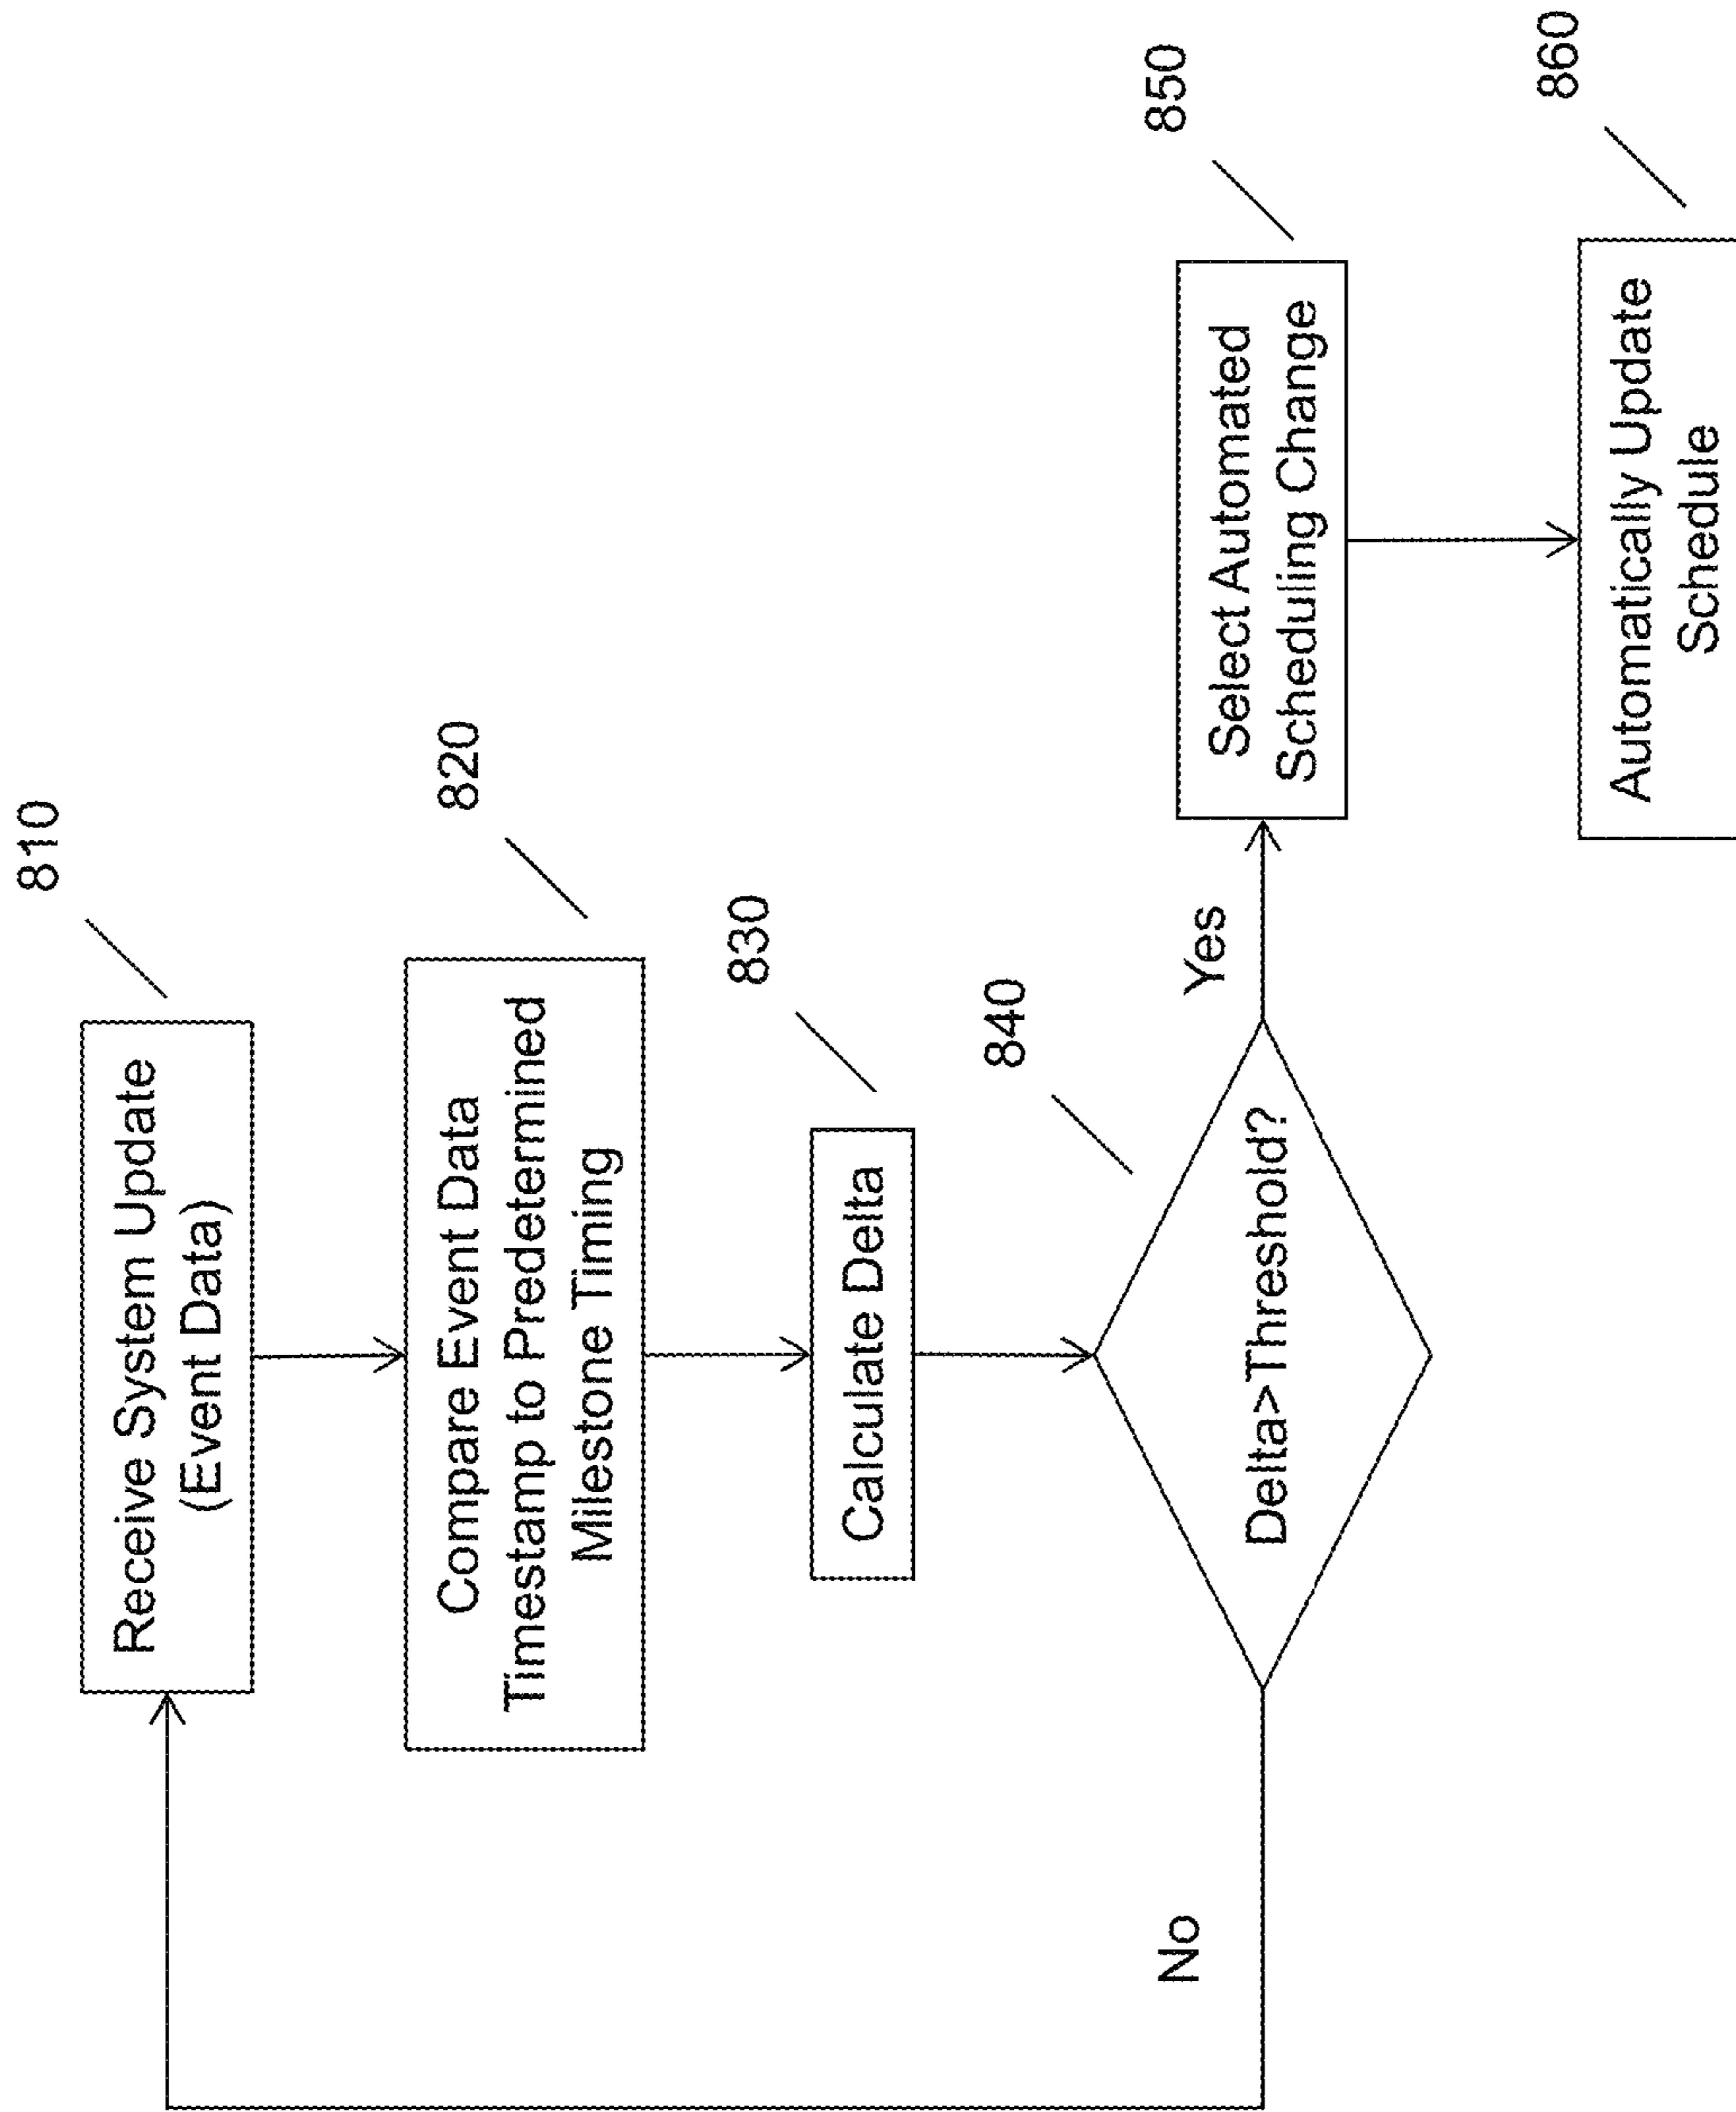 810
Receive System Update
(Event Data)
820
Compare Event Data
Timestamp to Predetermined
Milestone Timing
830
Calculate Delta
840
Delta>Threshold?
Yes
No
850
Select Automated
Scheduling Change
860
Automatically Update
Schedule